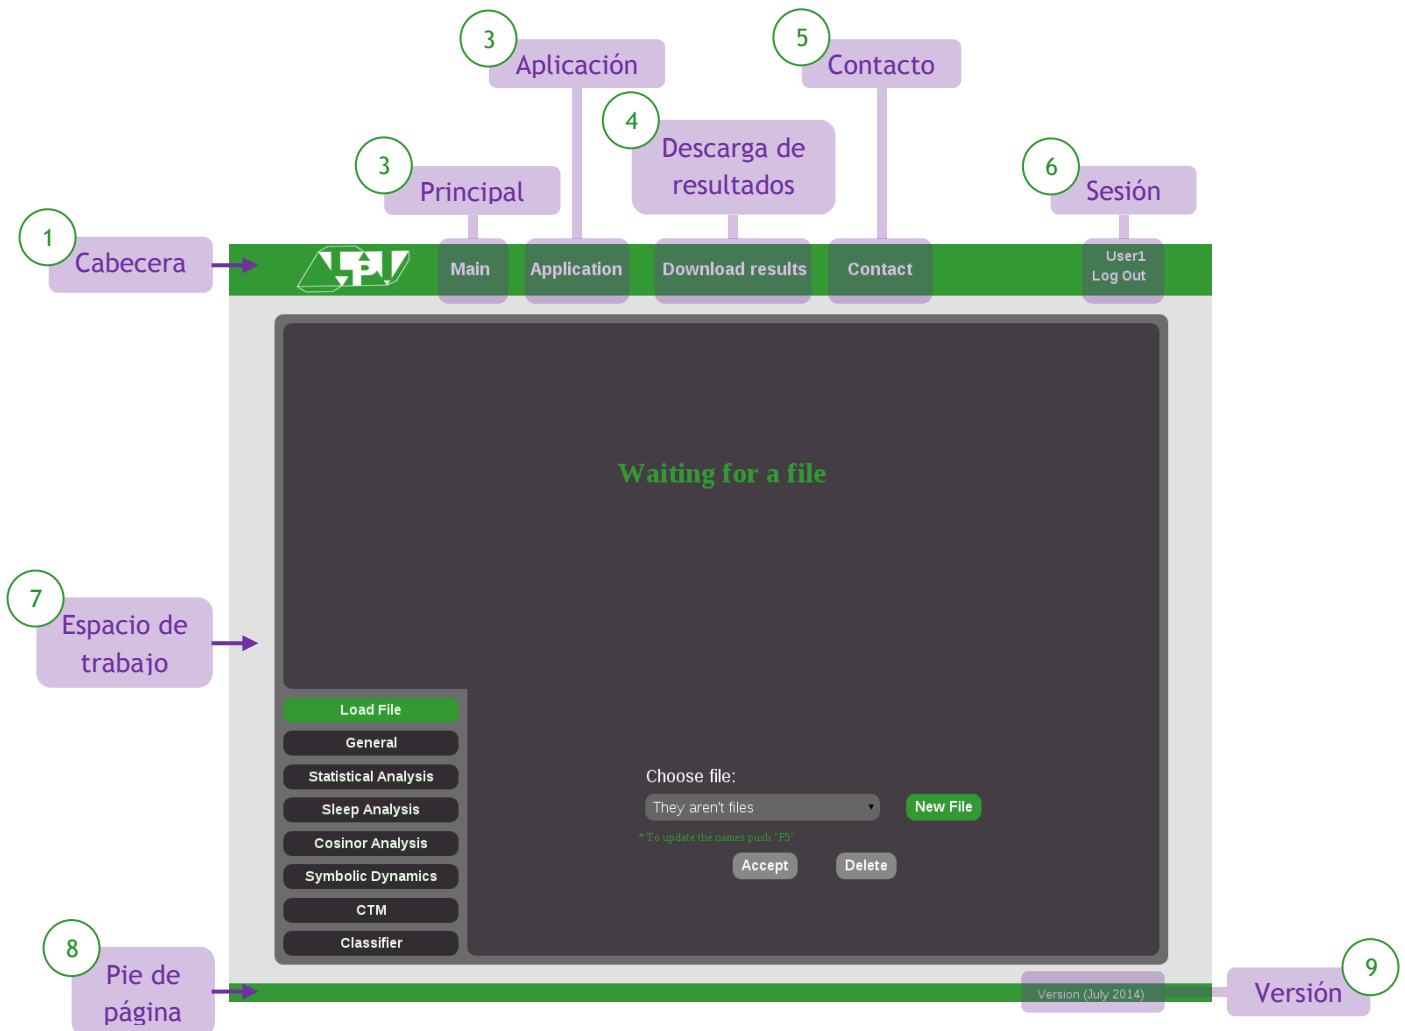 3
Aplicación
5
Contacto
4
Descarga de
resultados
3
Principal
6
Sesión
1
Cabecera
Main
Application
Download results
Contact
User1
Log Out
Waiting for a file
7
Espacio de
trabajo
Load File
General
Statistical Analysis
Sleep Analysis
Cosinor Analysis
Symbolic Dynamics
CTM
Classifier
Choose file:
They aren't files
New File
* To update the names push "F5"
Accept
Delete
8
Pie de
página
Version (July 2014)
9
Versión